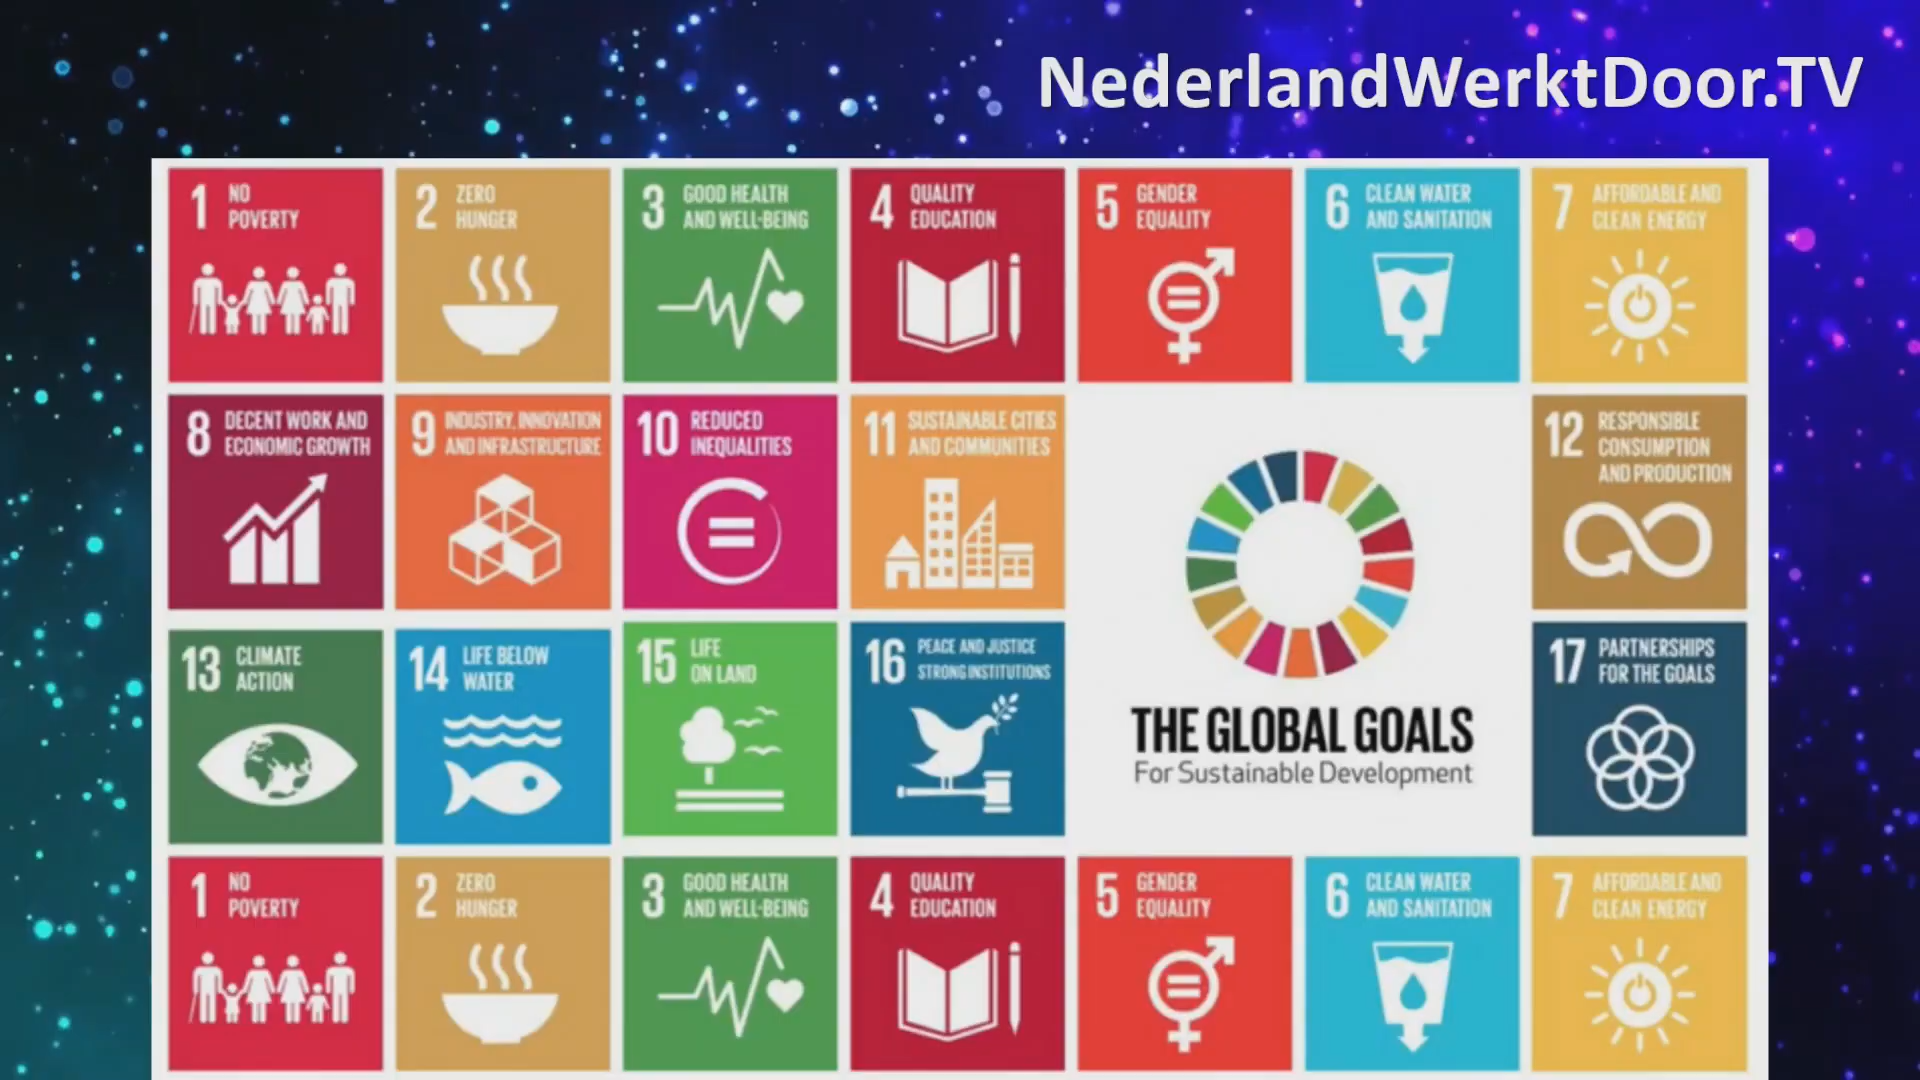 NederlandWerktDoor.TV
1 NO
POVERTY
2 ZERO
HUNGER
3 GOOD HEALTH
AND WELL-BEING
4 QUALITY
EDUCATION
5 GENDER
EQUALITY
6 CLEAN WATER
AND SANITATION
7 AFFORDABLE AND
CLEAN ENERGY
8 DECENT WORK AND
ECONOMIC GROWTH
9 INDUSTRY, INNOVATION
AND INFRASTRUCTURE
10 REDUCED
INEQUALITIES
11 SUSTAINABLE CITIES
AND COMMUNITIES
12 RESPONSIBLE
CONSUMPTION
AND PRODUCTION
13 CLIMATE
ACTION
14 LIFE BELOW
WATER
15 LIFE
ON LAND
16 PEACE AND JUSTICE
STRONG INSTITUTIONS
THE GLOBAL GOALS
For Sustainable Development
17 PARTNERSHIPS
FOR THE GOALS
1 NO
POVERTY
2 ZERO
HUNGER
3 GOOD HEALTH
AND WELL-BEING
4 QUALITY
EDUCATION
5 GENDER
EQUALITY
6 CLEAN WATER
AND SANITATION
7 AFFORDABLE AND
CLEAN ENERGY